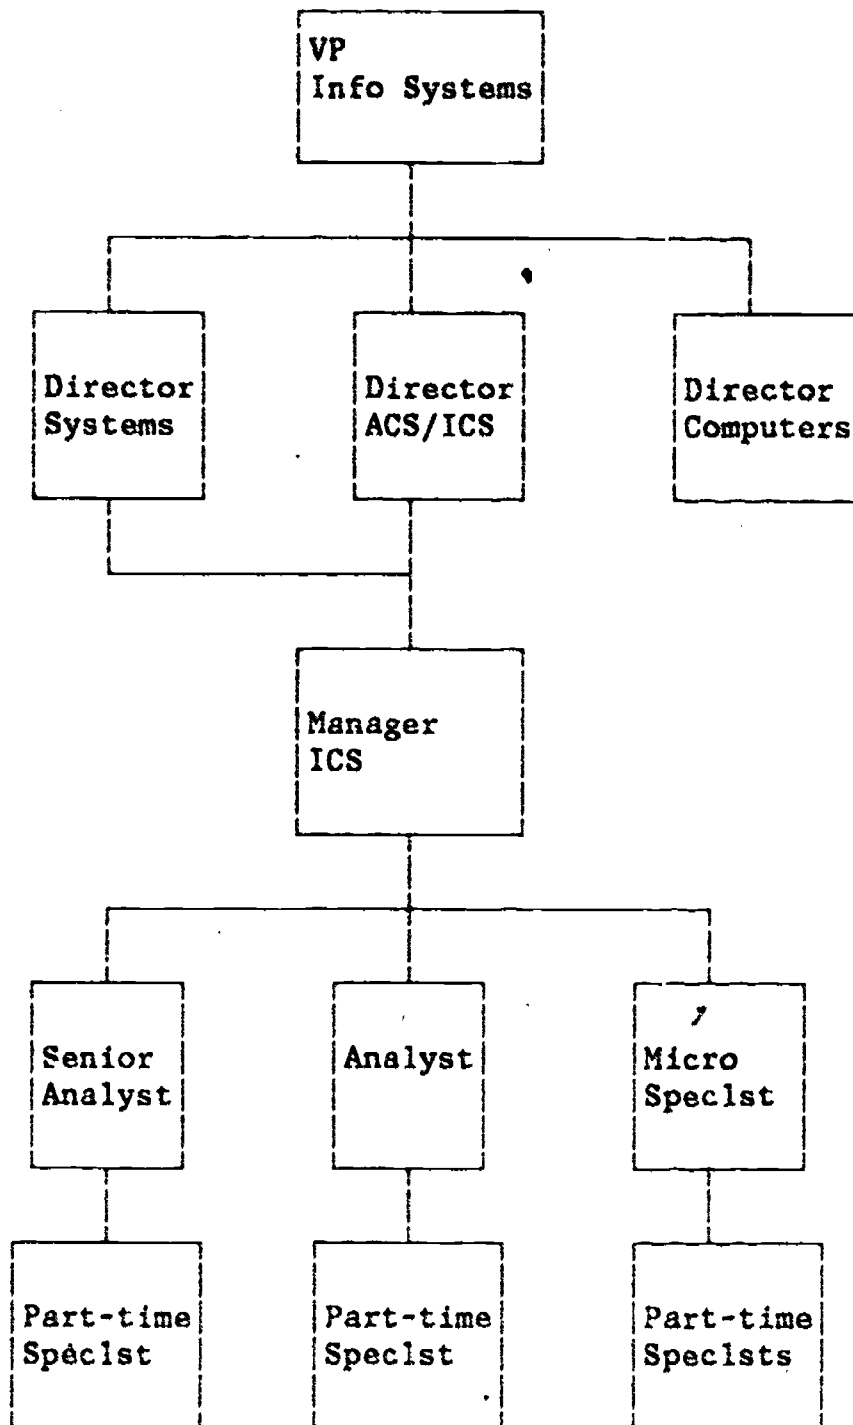 VP
Info Systems
Director
Systems
Director
ACS/ICS
Director
Computers
Manager
ICS
Senior
Analyst
Analyst
Micro
Speclst
Part-time
Speclst
Part-time
Speclst
Part-time
Speclsts